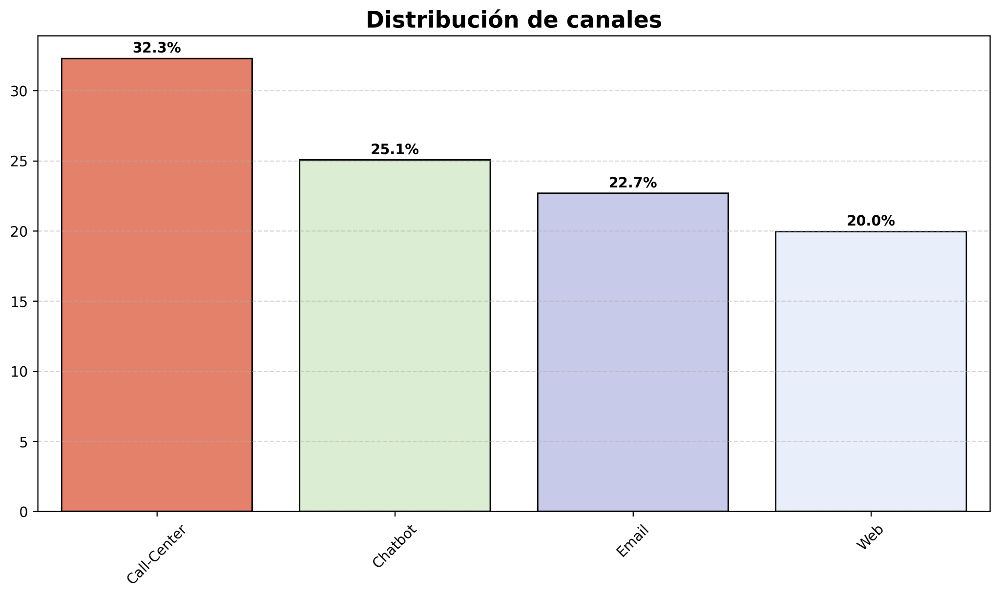 Distribución de canales
32.3%
25.1%
22.7%
20.0%
30
25
20
15
10
5
0
Call-Center
Chatbot
Email
Web